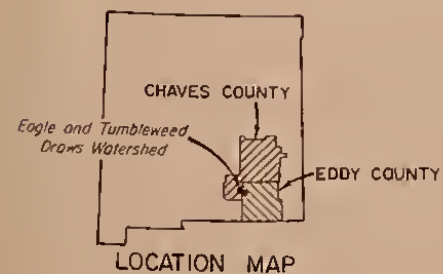 CHAVES COUNTY
Eagle and Tumbleweed
Draws Watershed
EDDY COUNTY
LOCATION MAP